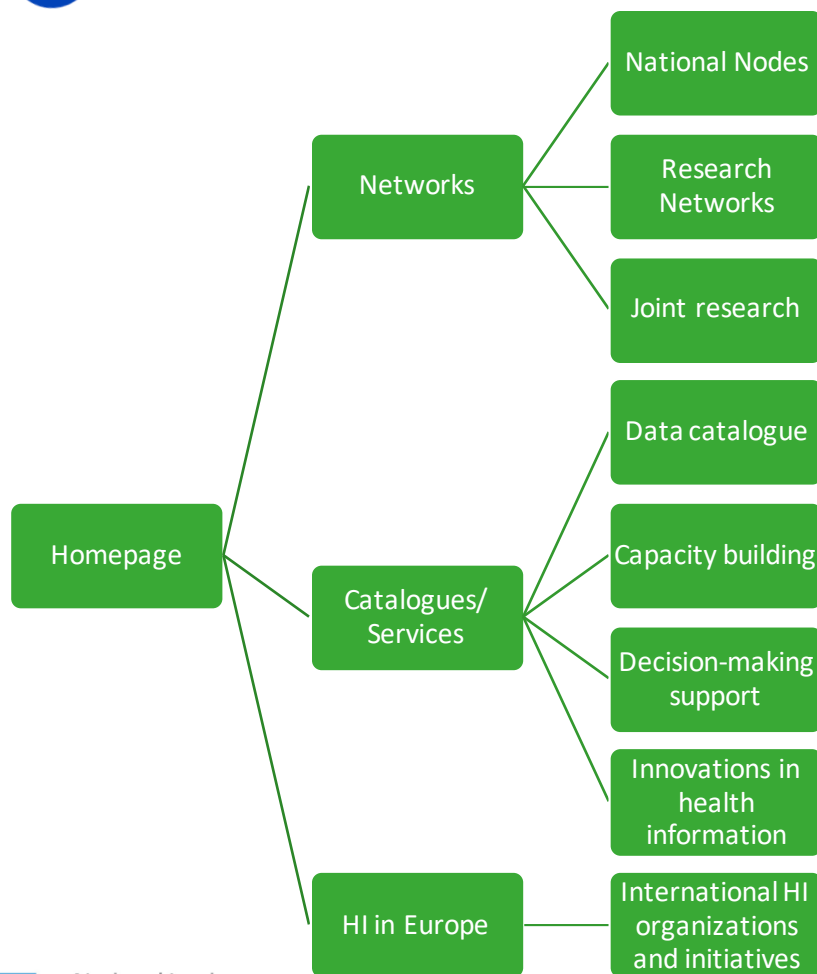 Homepage
Networks
National Nodes
Research
Networks
Joint research
Catalogues/
Services
Data catalogue
Capacity building
Decision-making
support
Innovations in
health
information
HI in Europe
International HI
organizations
and initiatives